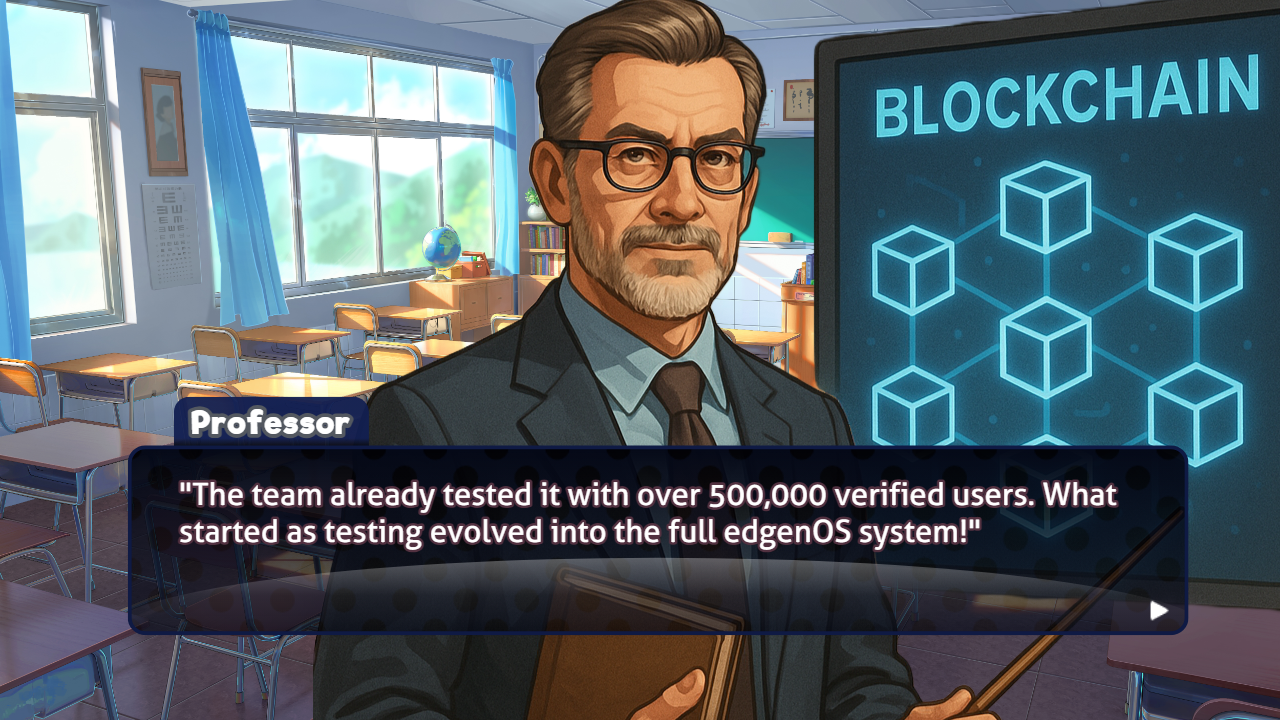 BLOCKCHAIN
Professor
"The team already tested it with over 500,000 verified users. What
started as testing evolved into the full edgenOS system!"